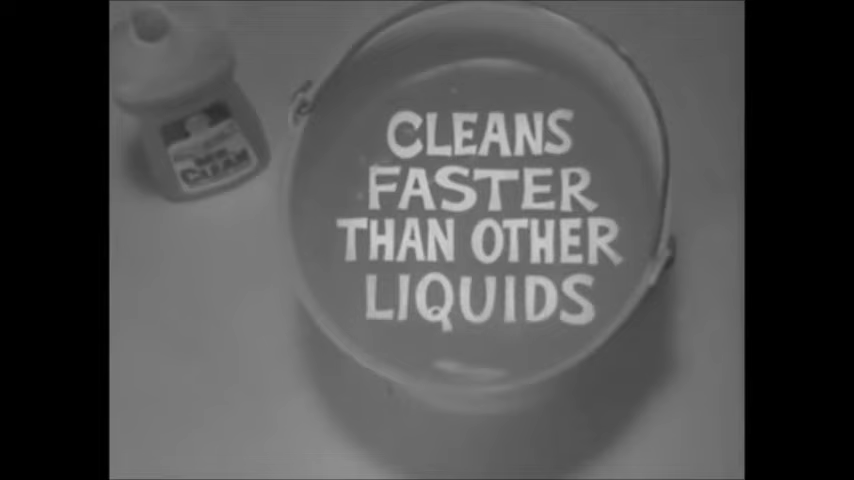 CLEANS
FASTER
THAN OTHER
LIQUIDS
CLEAN